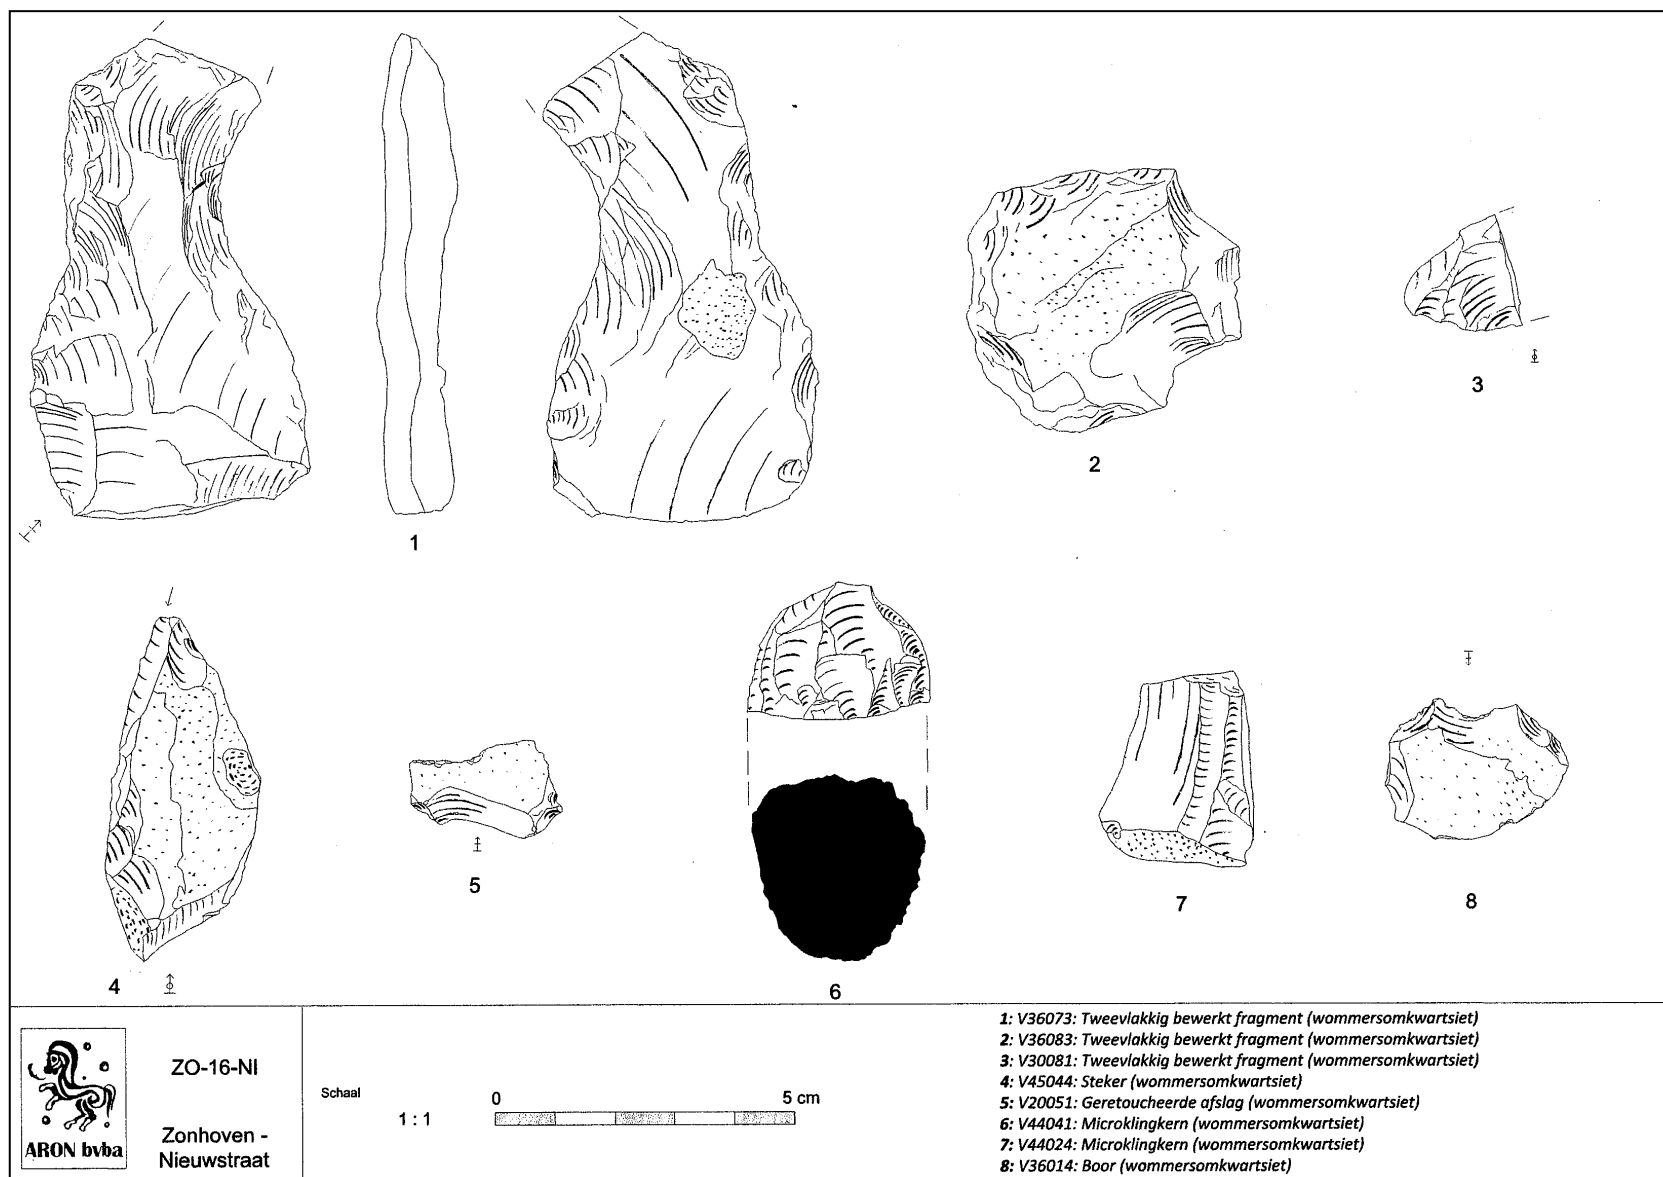 1
2
3
4
5
6
7
8
ARON bvba
ZO-16-NI
Zonhoven -
Nieuwstraat
Schaal
1 : 1
0 5 cm
1: V36073: Tweevlakkig bewerkt fragment (wommersomkwartsiet)
2: V36083: Tweevlakkig bewerkt fragment (wommersomkwartsiet)
3: V30081: Tweevlakkig bewerkt fragment (wommersomkwartsiet)
4: V45044: Steker (wommersomkwartsiet)
5: V20051: Geretoucheerde afslag (wommersomkwartsiet)
6: V44041: Microklingkern (wommersomkwartsiet)
7: V44024: Microklingkern (wommersomkwartsiet)
8: V36014: Boor (wommersomkwartsiet)